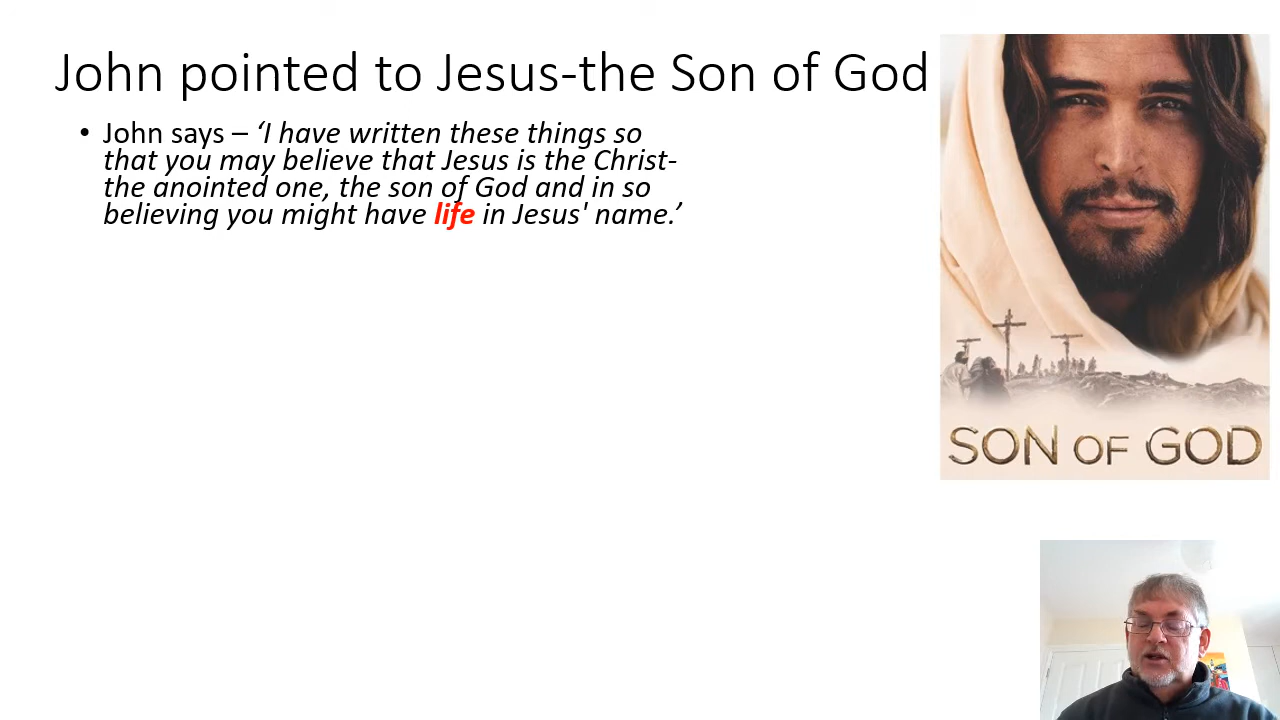 John pointed to Jesus-the Son of God
• John says – ‘I have written these things so
that you may believe that Jesus is the Christ-
the anointed one, the son of God and in so
believing you might have life in Jesus' name.’
SON OF GOD